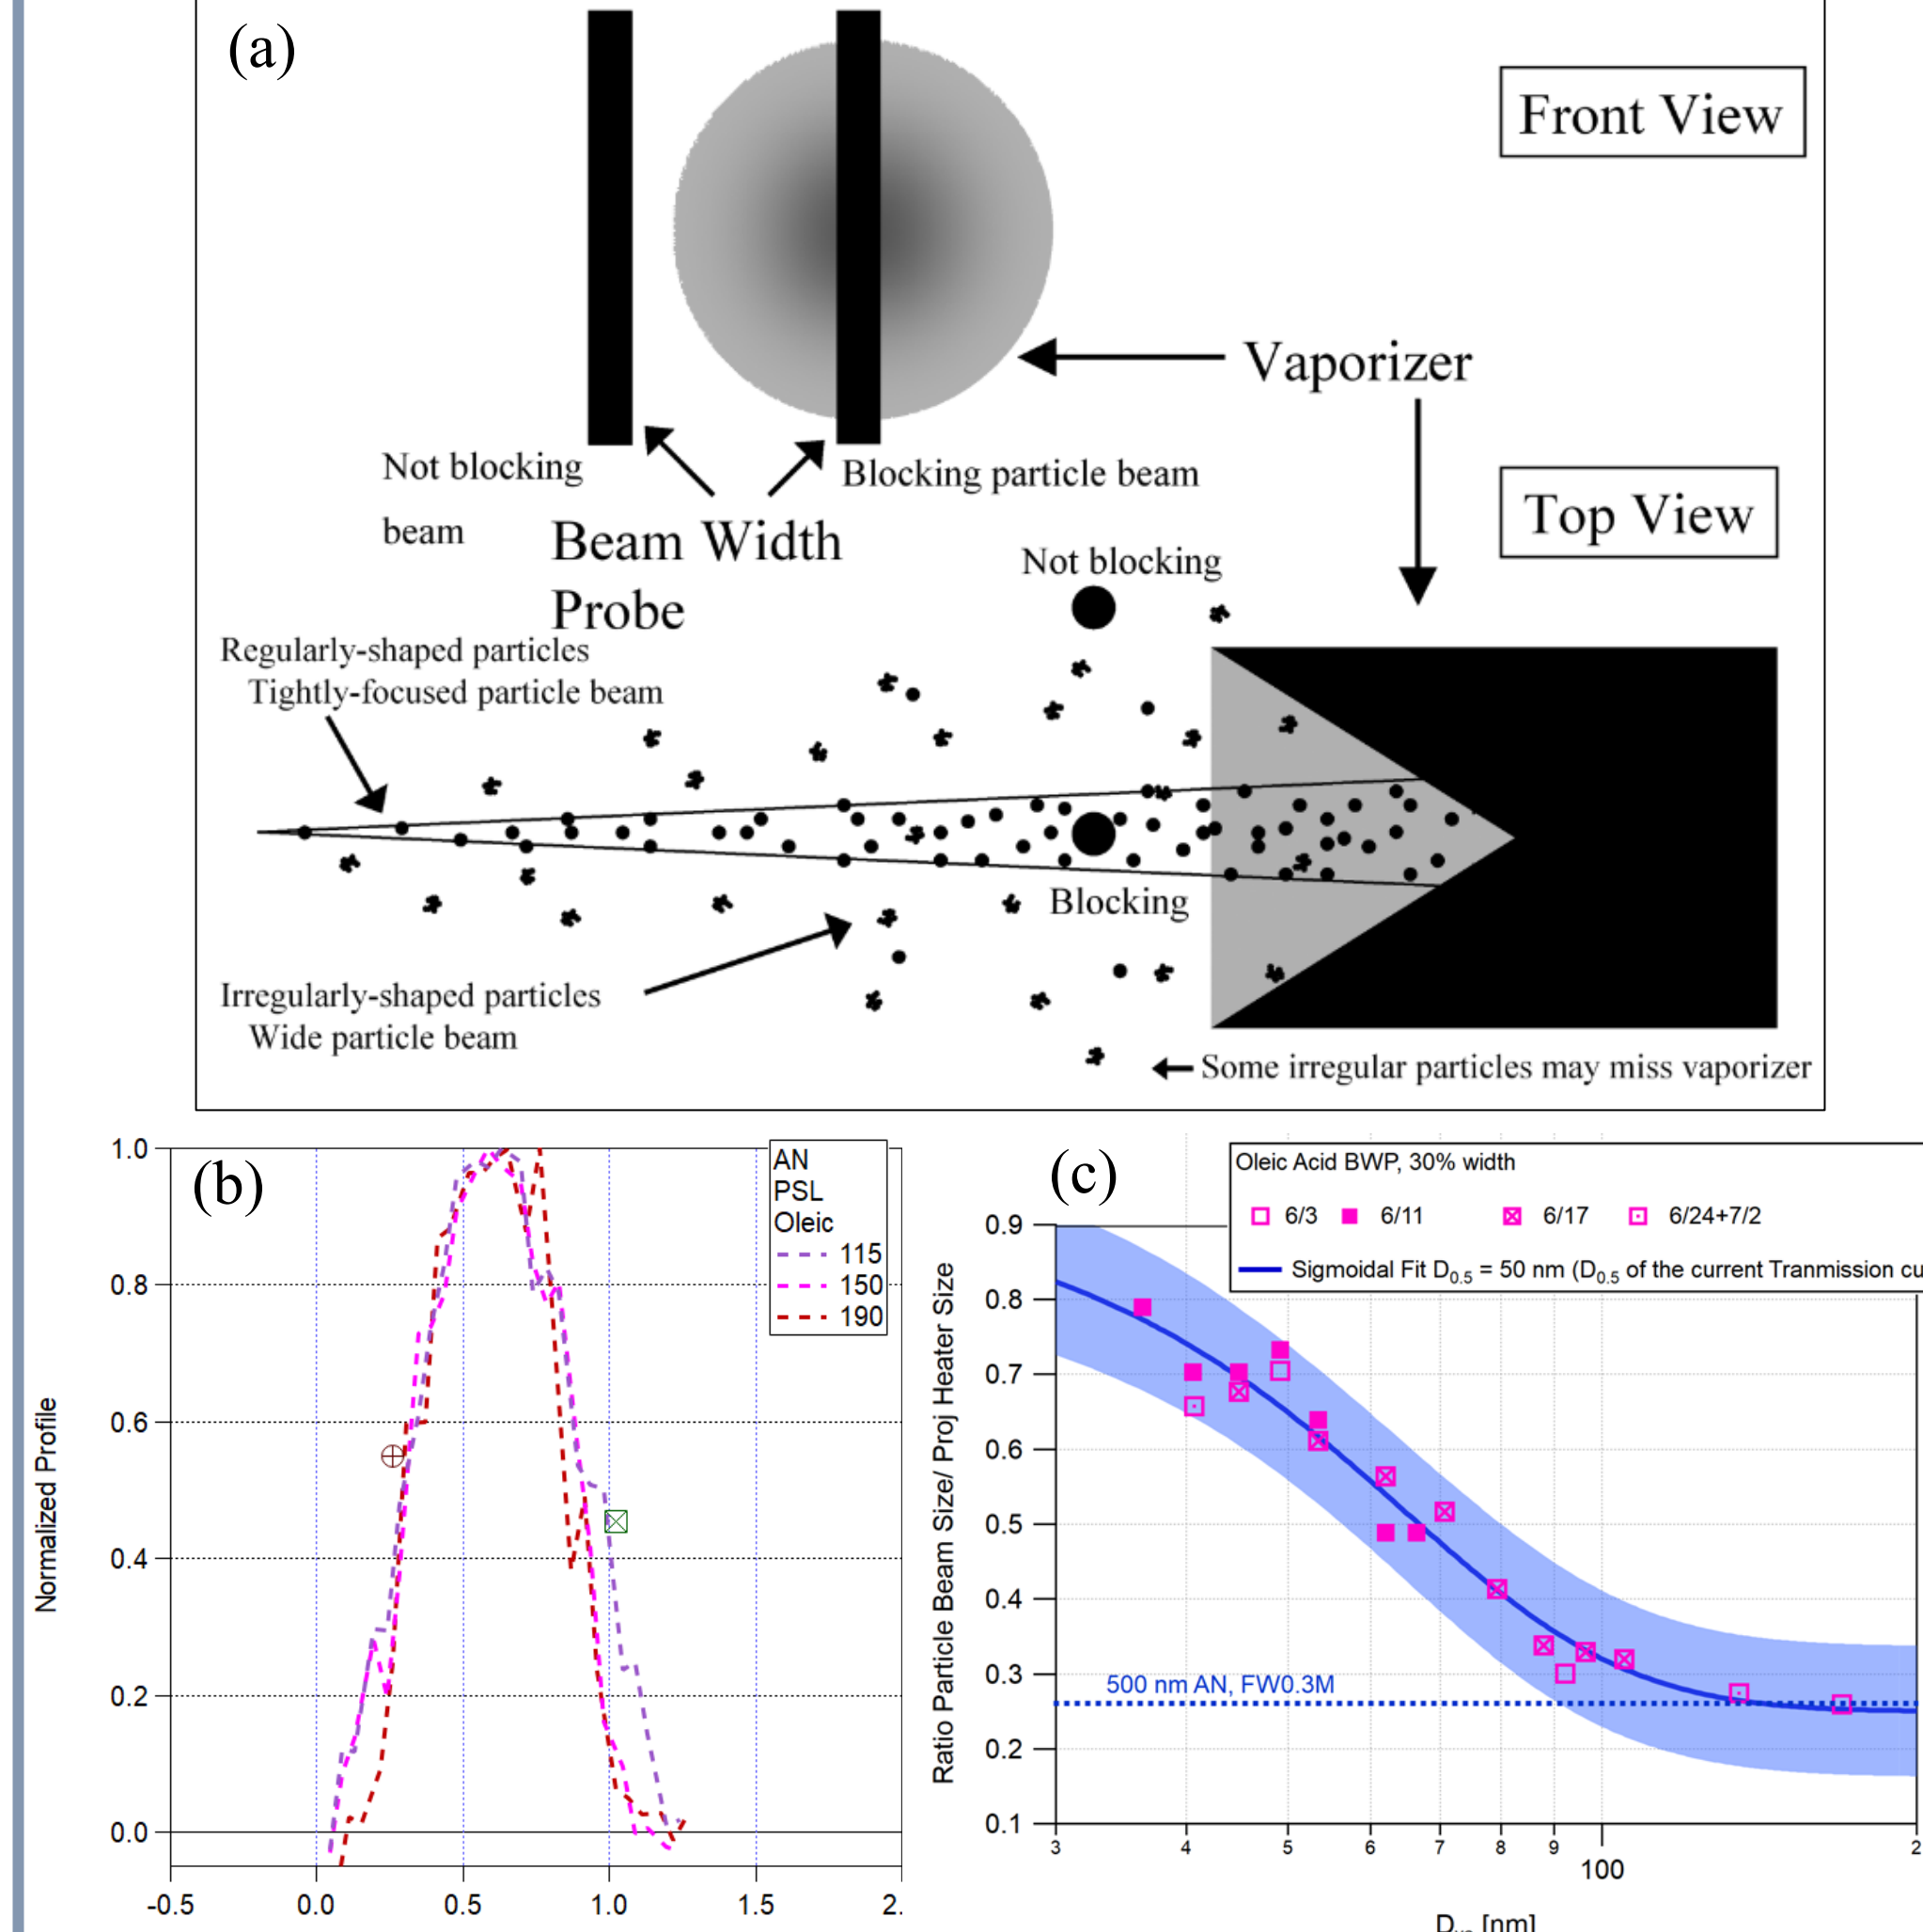 (a)
Front View
Vaporizer
Not blocking
beam
Blocking particle beam
Beam Width
Probe
Top View
Not blocking
Regularly-shaped particles
Tightly-focused particle beam
Blocking
Irregularly-shaped particles
Wide particle beam
Some irregular particles may miss vaporizer
(b)
AN
PSL
Oleic
115
150
190
Normalized Profile
1.0
0.8
0.6
0.4
0.2
0.0
-0.5 0.0 0.5 1.0 1.5 2.
(c)
Oleic Acid BWP, 30% width
6/3 6/11 6/17 6/24+7/2
Sigmoidal Fit D0.5 = 50 nm (D0.5 of the current Tranmission cu
Ratio Particle Beam Size/ Proj Heater Size
0.9
0.8
0.7
0.6
0.5
0.4
0.3
0.2
0.1
500 nm AN, FW0.3M
3 4 5 6 7 8 9 100 2
[nm]